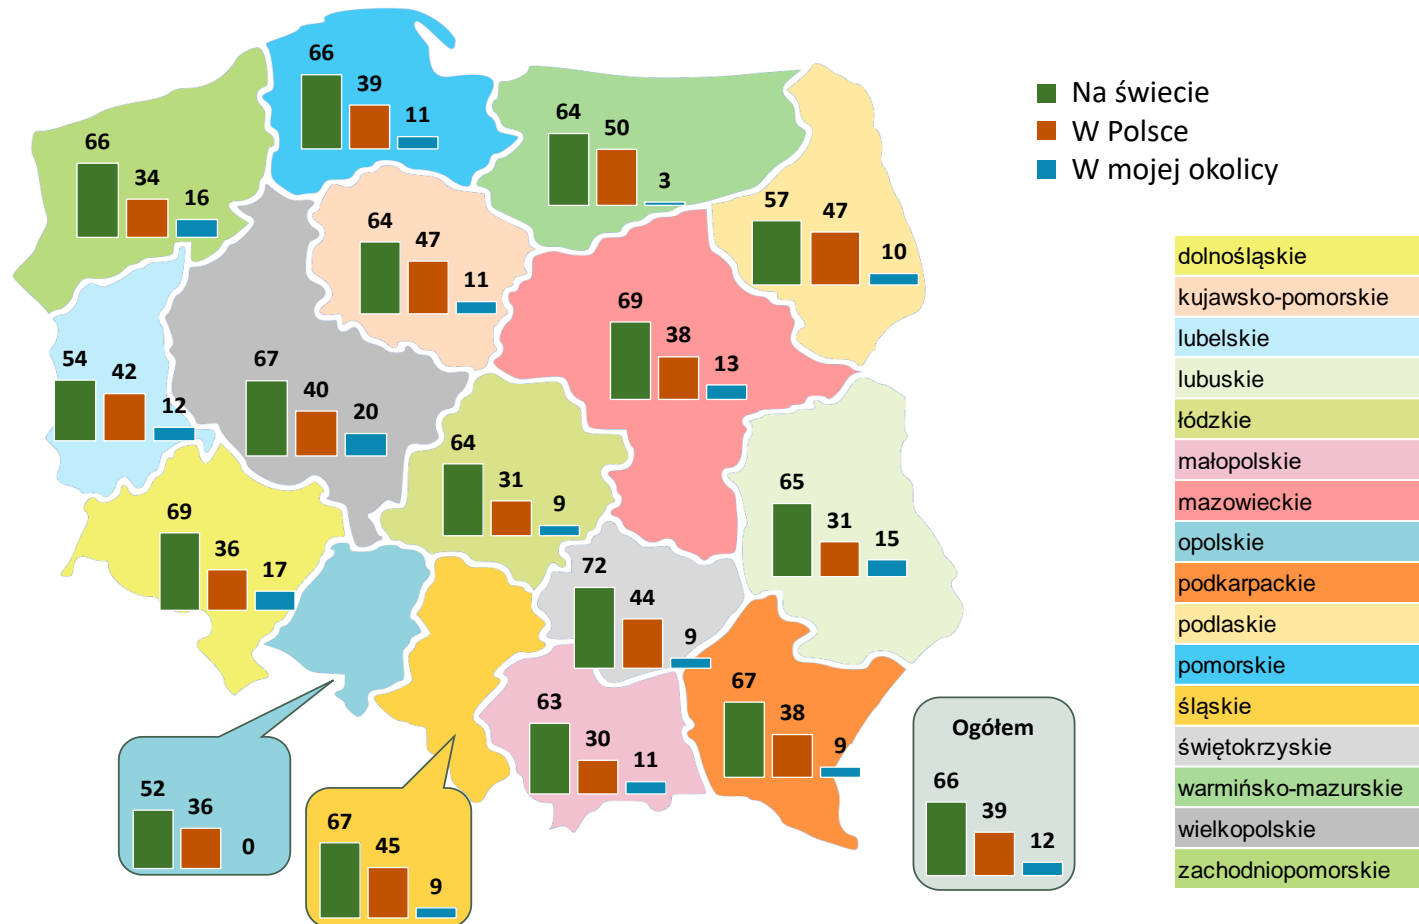 66 39 11
66 34 16
64 50 3
57 47 10
64 47 11
69 38 13
54 42 12
67 40 20
64 31 9
65 31 15
69 36 17
72 44 9
63 30 11
67 38 9
52 36 0
67 45 9
Ogółem
66 39 12
Na świecie
W Polsce
W mojej okolicy
dolnośląskie
kujawsko-pomorskie
lubelskie
lubuskie
łódzkie
małopolskie
mazowieckie
opolskie
podkarpackie
podlaskie
pomorskie
śląskie
świętokrzyskie
warmińsko-mazurskie
wielkopolskie
zachodniopomorskie